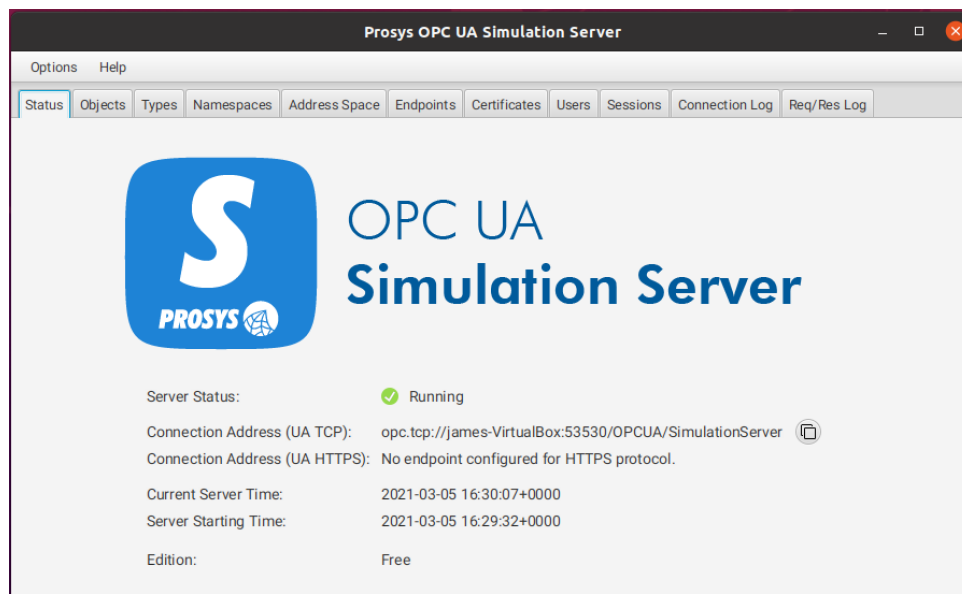 Prosys OPC UA Simulation Server
Options Help
Status Objects Types Namespaces Address Space Endpoints Certificates Users Sessions Connection Log Req/Res Log
S
PROSYS
OPC UA
Simulation Server
Server Status: Running
Connection Address (UA TCP): opc.tcp://james-VirtualBox:53530/OPCUA/SimulationServer
Connection Address (UA HTTPS): No endpoint configured for HTTPS protocol.
Current Server Time: 2021-03-05 16:30:07+0000
Server Starting Time: 2021-03-05 16:29:32+0000
Edition: Free